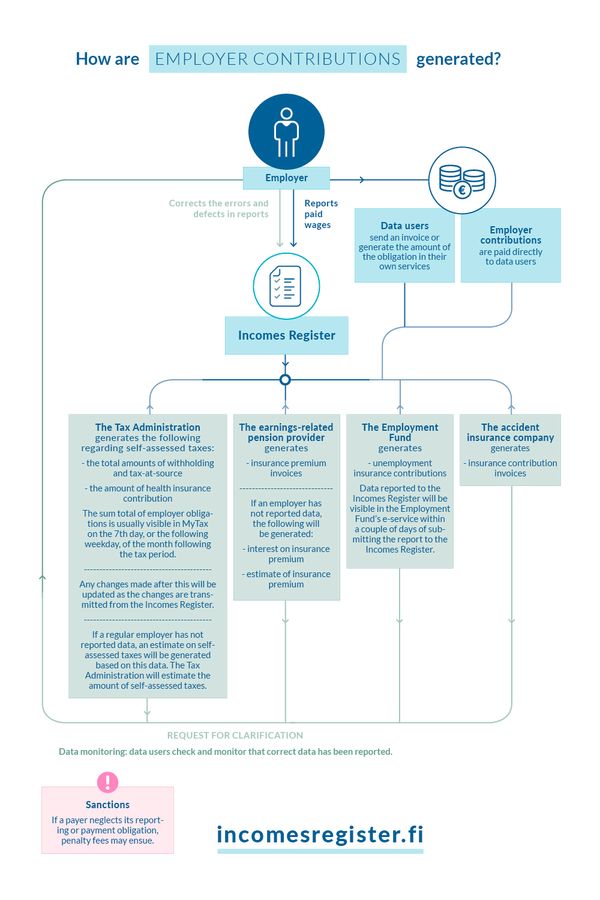 How are EMPLOYER CONTRIBUTIONS generated?
Employer
Corrects the errors and
defects in reports
Reports
paid
wages
€
Data users
send an invoice or
generate the amount of
the obligation in their
own services
Employer
contributions
are paid directly
to data users
Incomes Register
The Tax Administration
generates the following
regarding self-assessed taxes:
- the total amounts of withholding
and tax-at-source
- the amount of health insurance
contribution
The sum total of employer obliga-
tions is usually visible in MyTax
on the 7th day, or the following
weekday, of the month following
the tax period.
Any changes made after this will be
updated as the changes are trans-
mitted from the Incomes Register.
If a regular employer has not
reported data, an estimate on self-
assessed taxes will be generated
based on this data. The Tax
Administration will estimate the
amount of self-assessed taxes.
The earnings-related
pension provider
generates
- insurance premium
invoices
If an employer has
not reported data,
the following will
be generated:
- interest on insurance
premium
- estimate of insurance
premium
The Employment
Fund
generates
- unemployment
insurance contributions
Data reported to the
Incomes Register will be
visible in the Employment
Fund's e-service within
a couple of days of sub-
mitting the report to the
Incomes Register.
The accident
insurance company
generates
- insurance contribution
invoices
REQUEST FOR CLARIFICATION
Data monitoring: data users check and monitor that correct data has been reported.
!
Sanctions
If a payer neglects its report-
ing or payment obligation,
penalty fees may ensue.
incomesregister.fi